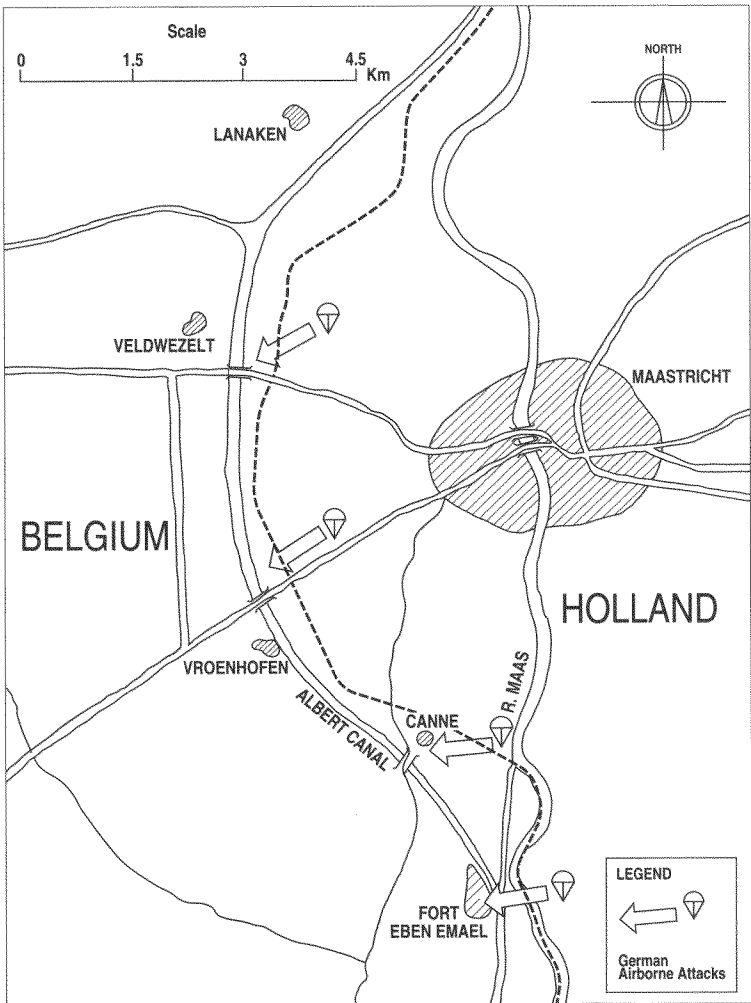 Scale
0 1.5 3 4.5
Km
NORTH
LANAKEN
VELDWEZELT
MAASTRICHT
BELGIUM
HOLLAND
VROENHOFEN
R. MAAS
ALBERT CANAL
CANNE
FORT
EBEN EMAEL
LEGEND
German
Airborne Attacks